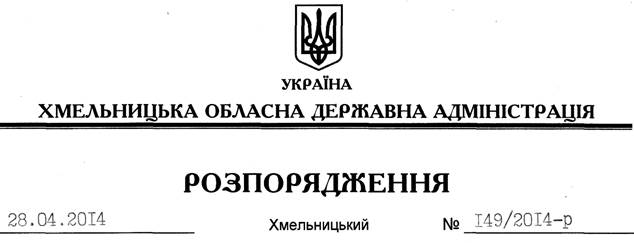 УКРАЇНА
ХМЕЛЬНИЦЬКА ОБЛАСНА ДЕРЖАВНА АДМІНІСТРАЦІЯ
РОЗПОРЯДЖЕННЯ
28.04.2014 Хмельницький № 149/2014-р